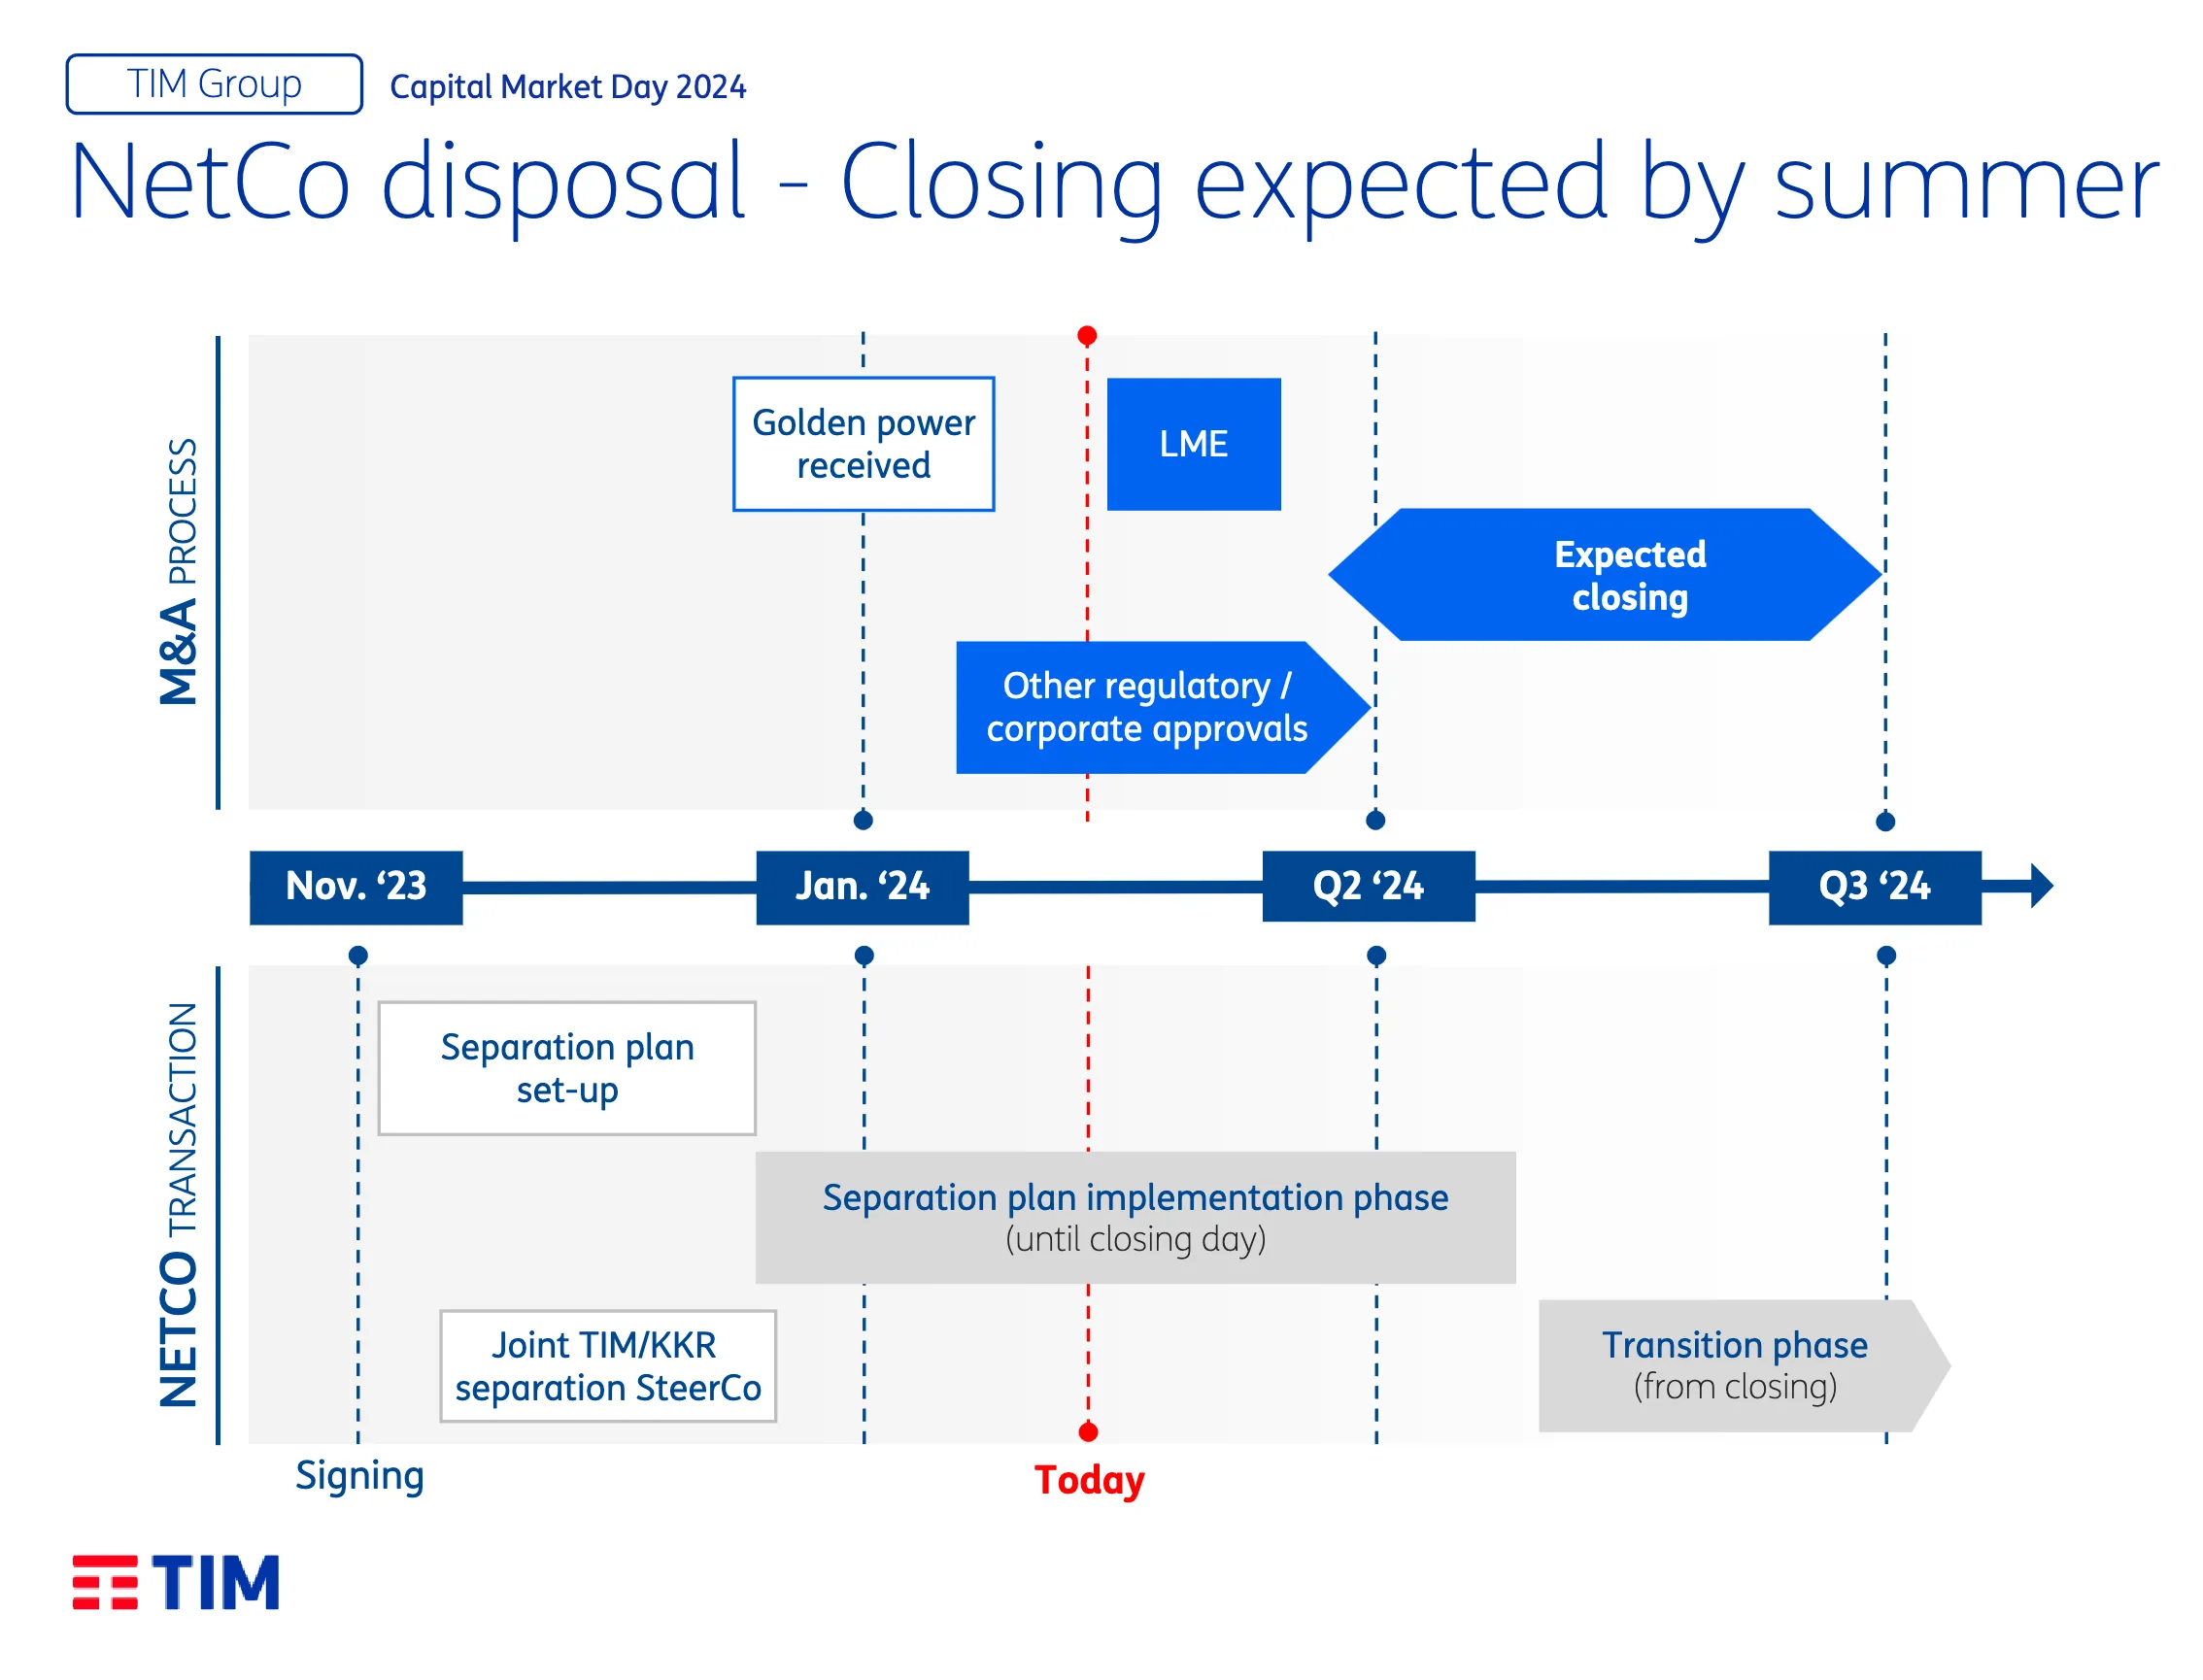 TIM Group
Capital Market Day 2024
NetCo disposal - Closing expected by summer
M&A PROCESS
Golden power
received
LME
Expected
closing
Other regulatory /
corporate approvals
Nov. ‘23
Jan. ‘24
Q2 ‘24
Q3 ‘24
NETCO TRANSACTION
Separation plan
set-up
Separation plan implementation phase
(until closing day)
Joint TIM/KKR
separation SteerCo
Transition phase
(from closing)
Signing
Today
TIM